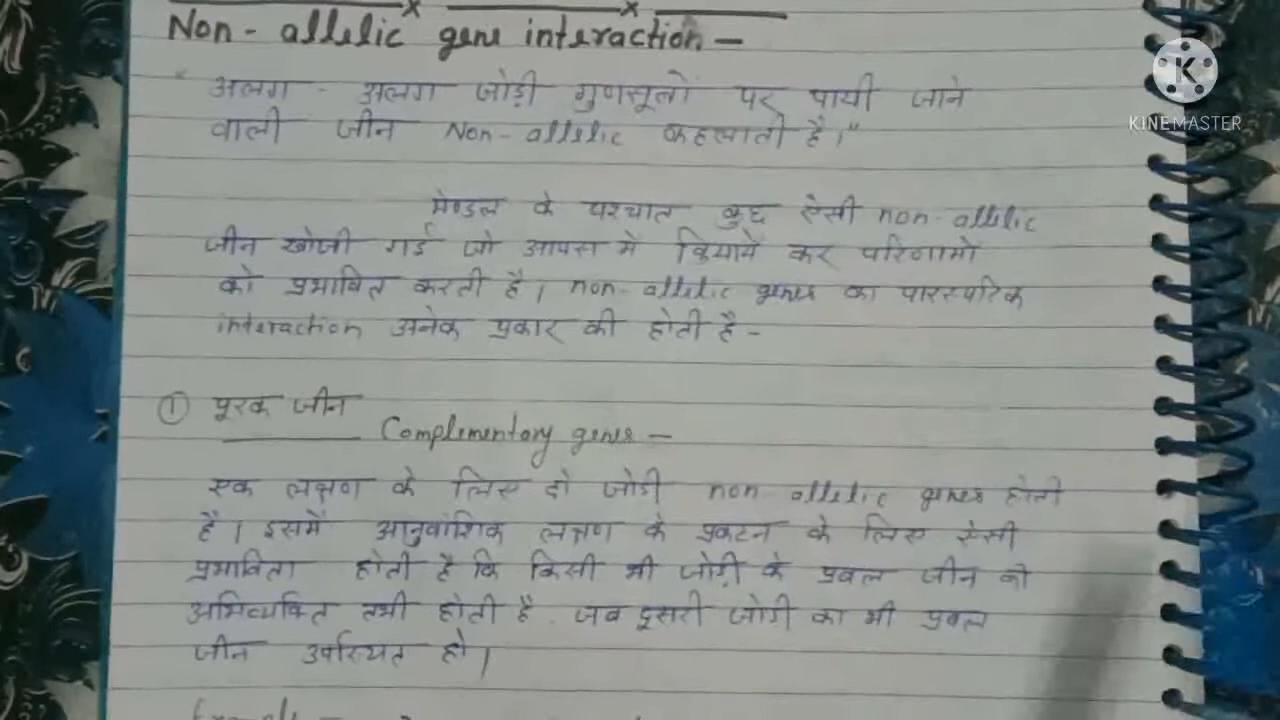 Non-allelic gene interaction -
"अलग - अलग जोड़ी गुणसूत्रों पर पायी जाने
वाली जीन Non-allelic कहलाती है।"
मेण्डल के पश्चात कुछ ऐसी non-allelic
जीन खोजी गई जो आपस में क्रियाये कर परिणामो
को प्रभावित करती है। non-allelic genes का पारस्परिक
interaction अनेक प्रकार की होती है -
① पूरक जीन
Complementory genes -
एक लक्षण के लिए दो जोडी non-allelic genes होती
है। इसमें आनुवांशिक लक्षण के प्रकटन के लिए ऐसी
प्रभाविता होती है कि किसी भी जोड़ी के प्रबल जीन की
अभिव्यक्ति तभी होती है. जब दूसरी जोडी का भी प्रबल
जीन उपस्थित हो।
KINEMASTER